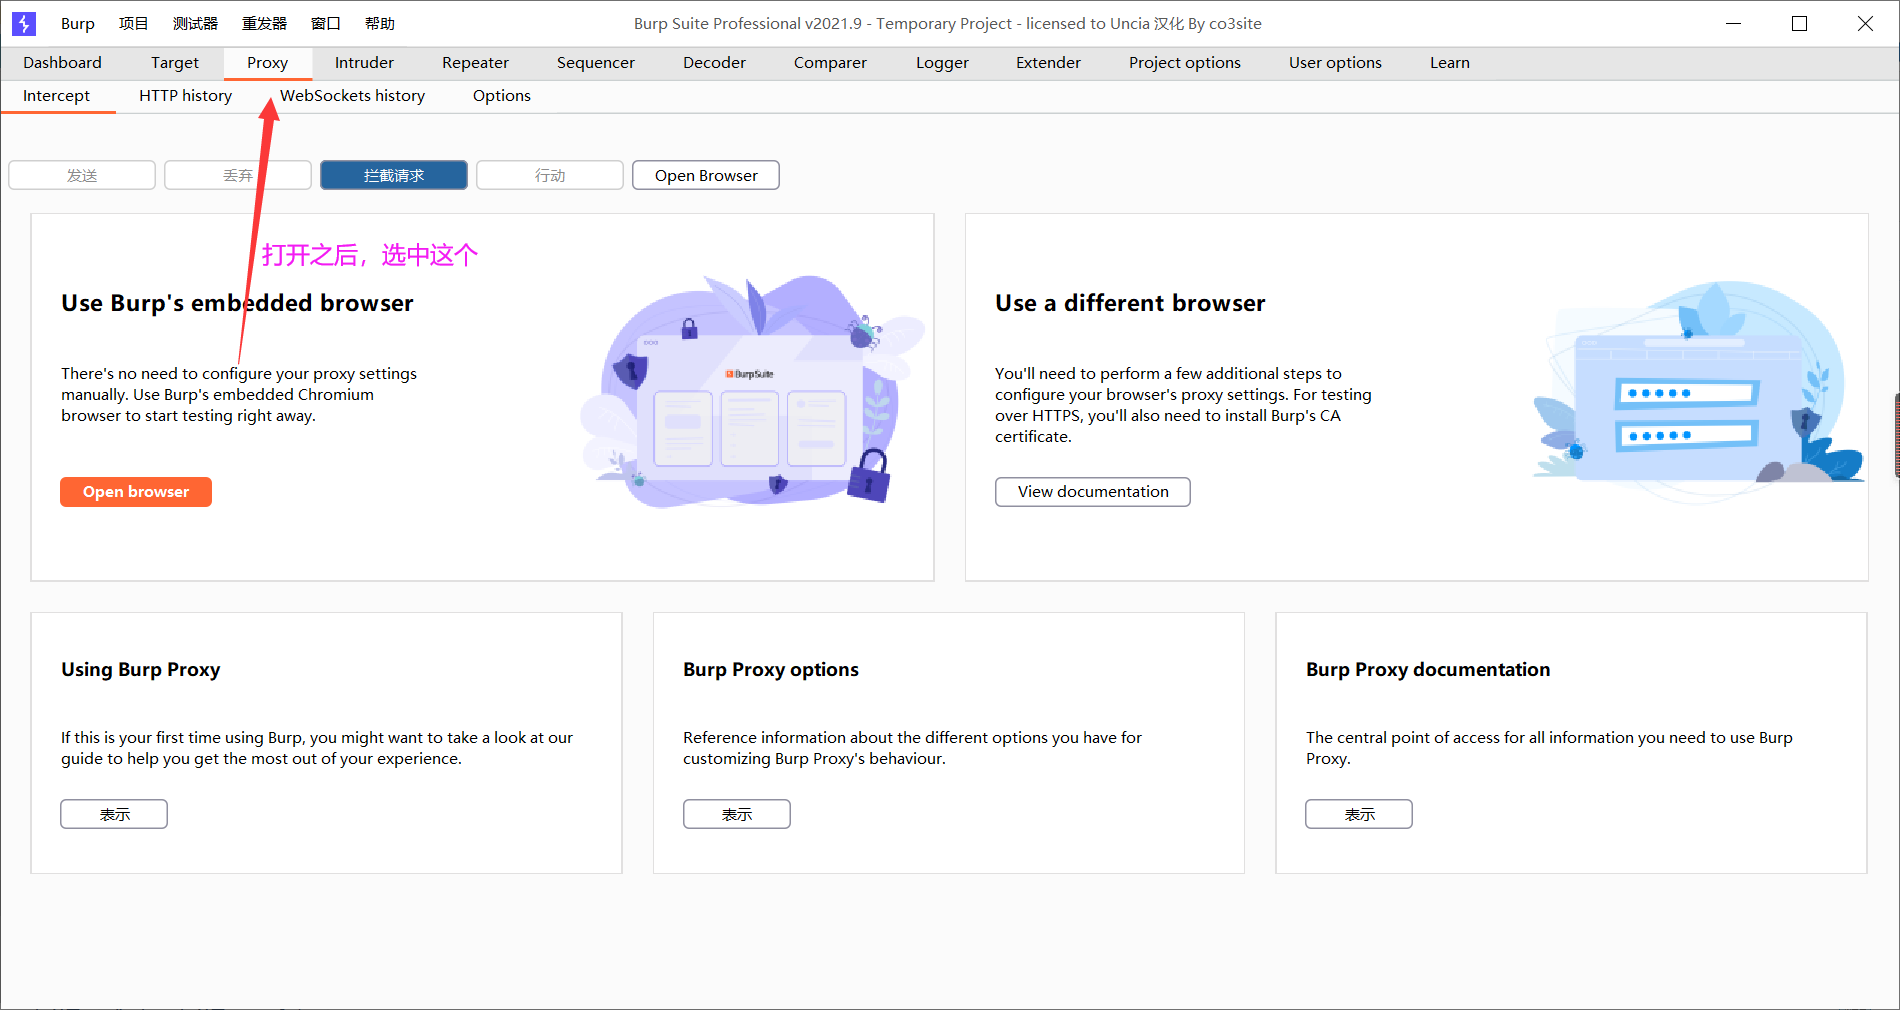 Burp 项目 测试器 重发器 窗口 帮助 Burp Suite Professional v2021.9 - Temporary Project - licensed to Uncia 汉化 By co3site
Dashboard Target Proxy Intruder Repeater Sequencer Decoder Comparer Logger Extender Project options User options Learn
Intercept HTTP history WebSockets history Options
发送 丢弃 拦截请求 行动 Open Browser
打开之后，选中这个
Use Burp's embedded browser
There's no need to configure your proxy settings
manually. Use Burp's embedded Chromium
browser to start testing right away.
Open browser
BurpSuite
Use a different browser
You'll need to perform a few additional steps to
configure your browser's proxy settings. For testing
over HTTPS, you'll also need to install Burp's CA
certificate.
View documentation
Using Burp Proxy
If this is your first time using Burp, you might want to take a look at our
guide to help you get the most out of your experience.
表示
Burp Proxy options
Reference information about the different options you have for
customizing Burp Proxy's behaviour.
表示
Burp Proxy documentation
The central point of access for all information you need to use Burp
Proxy.
表示